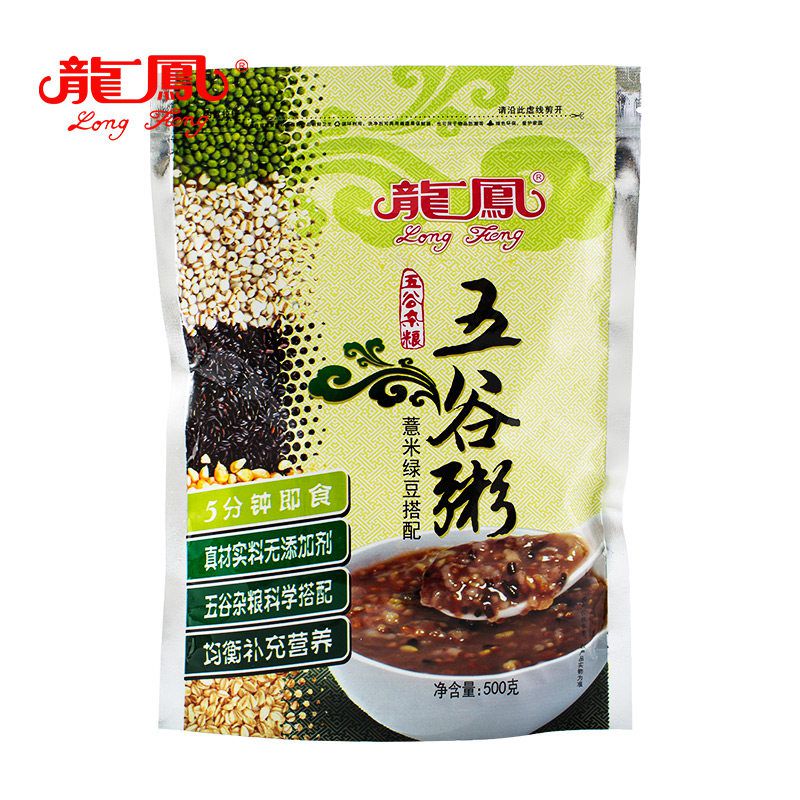 龍鳳®
Long Feng
请沿此虚线剪开
龍鳳®
Long Feng
五谷杂粮
五谷粥
薏米绿豆搭配
5分钟即食
真材实料无添加剂
五谷杂粮科学搭配
均衡补充营养
净含量:500克